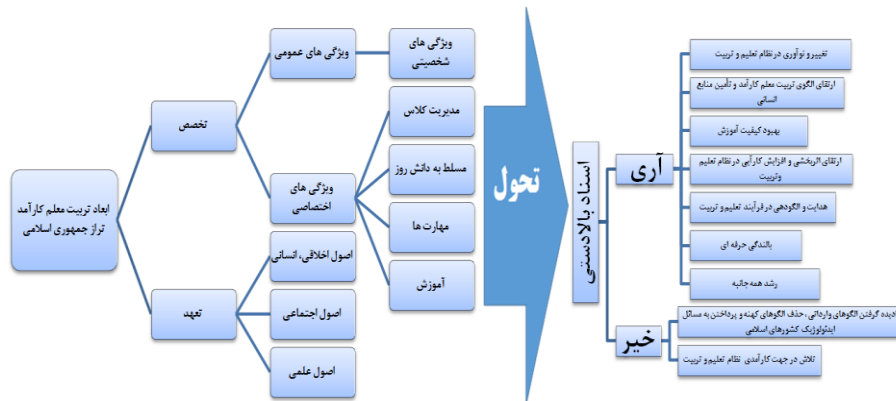 ابعاد تربیت معلم کارآمد
تراز جمهوری اسلامی
تخصص
ویژگی های عمومی
ویژگی های
شخصیتی
ویژگی های
اختصاصی
مدیریت کلاس
مسلط به دانش روز
مهارت ها
آموزش
تعهد
اصول اخلاقی، انسانی
اصول اجتماعی
اصول علمی
تحول
اسناد بالادستی
آری
تغییر و نوآوری در نظام تعلیم و تربیت
ارتقای الگوی تربیت معلم کارآمد و تأمین منابع
انسانی
بهبود کیفیت آموزش
ارتقای اثربخشی و افزایش کارآیی در نظام تعلیم
وتربیت
هدایت و الگودهی در فرآیند تعلیم و تربیت
بالندگی حرفه ای
رشد همه جانبه
خیر
ادیده گرفتن الگوهای وارداتی، حذف الگوهای کهنه و پرداختن به مسائل
ایدئولوژیک کشورهای اسلامی
تلاش در جهت کارآمدی نظام تعلیم و تربیت